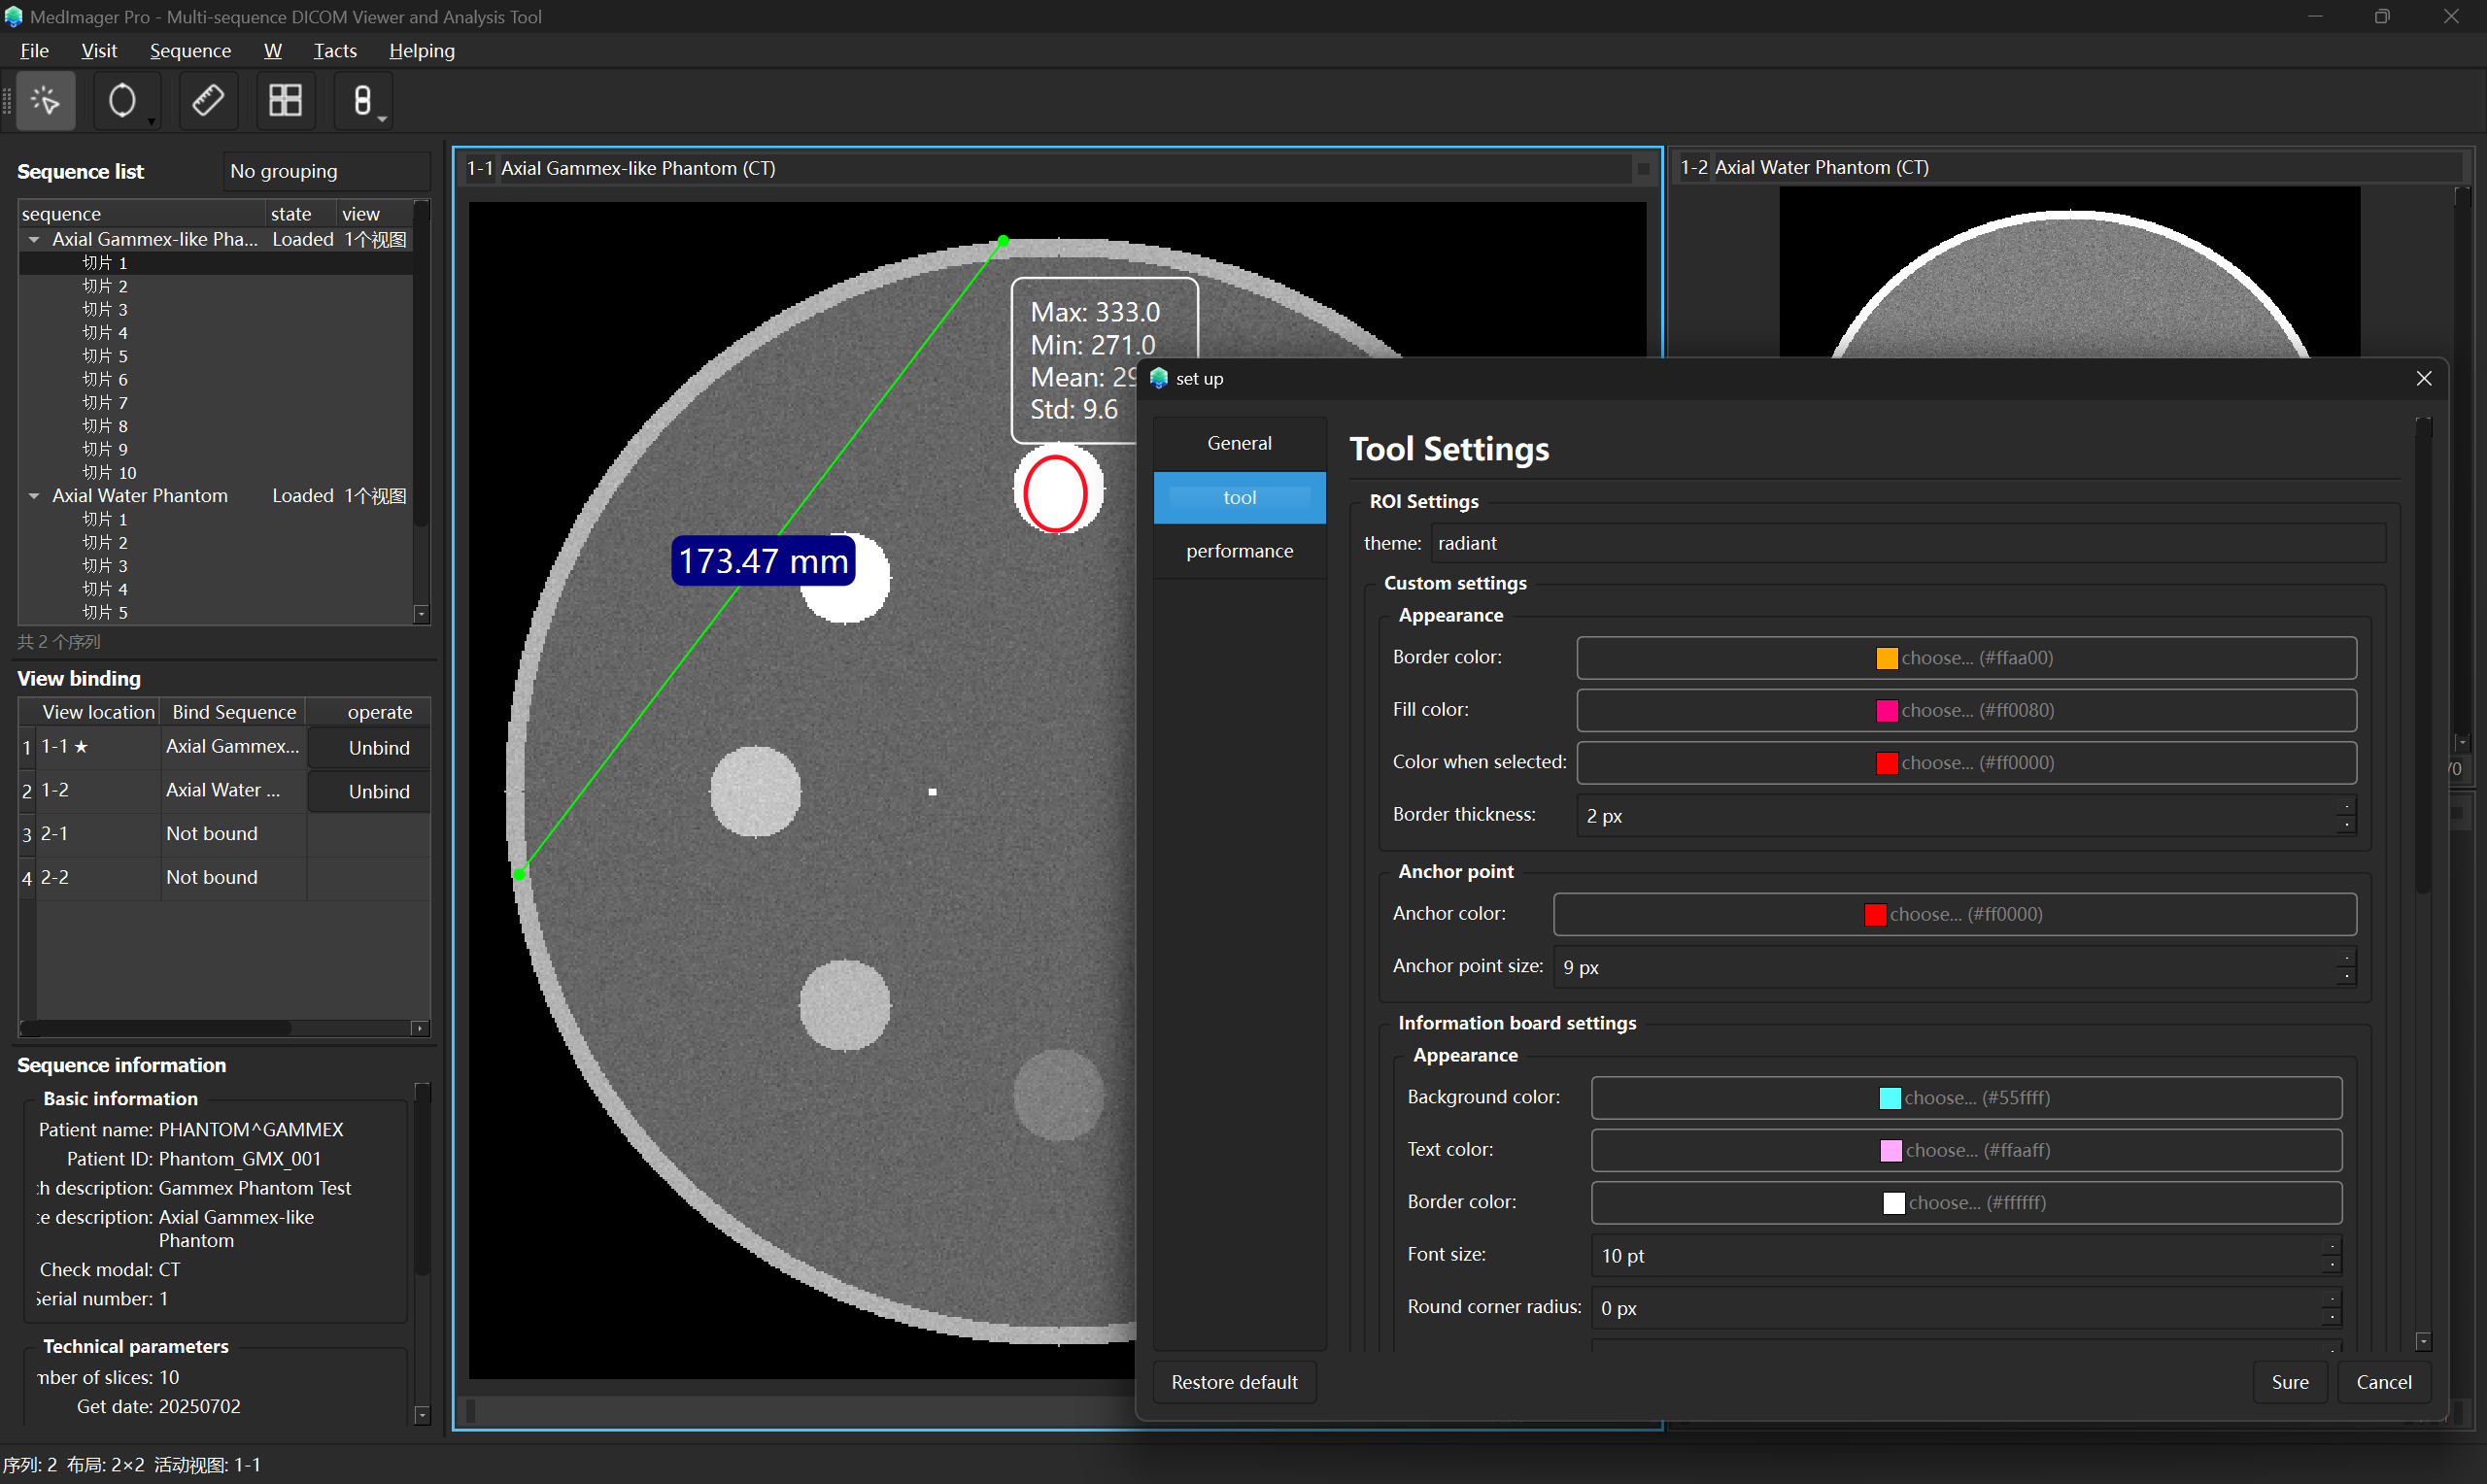 MedImager Pro - Multi-sequence DICOM Viewer and Analysis Tool
File Visit Sequence W Tacts Helping
Sequence list
No grouping
sequence state view
Axial Gammex-like Pha... Loaded 1个视图
切片 1
切片 2
切片 3
切片 4
切片 5
切片 6
切片 7
切片 8
切片 9
切片 10
Axial Water Phantom Loaded 1个视图
切片 1
切片 2
切片 3
切片 4
切片 5
共 2 个序列
View binding
View location Bind Sequence operate
1 1-1 ★ Axial Gammex... Unbind
2 1-2 Axial Water ... Unbind
3 2-1 Not bound
4 2-2 Not bound
Sequence information
Basic information
Patient name: PHANTOM^GAMMEX
Patient ID: Phantom_GMX_001
:h description: Gammex Phantom Test
:e description: Axial Gammex-like
Phantom
Check modal: CT
Serial number: 1
Technical parameters
mber of slices: 10
Get date: 20250702
序列: 2 布局: 2×2 活动视图: 1-1
1-1 Axial Gammex-like Phantom (CT)
Max: 333.0
Min: 271.0
Mean: 29
Std: 9.6
173.47 mm
1-2 Axial Water Phantom (CT)
/0
set up
General
tool
performance
Tool Settings
ROI Settings
theme: radiant
Custom settings
Appearance
Border color: choose... (#ffaa00)
Fill color: choose... (#ff0080)
Color when selected: choose... (#ff0000)
Border thickness: 2 px
Anchor point
Anchor color: choose... (#ff0000)
Anchor point size: 9 px
Information board settings
Appearance
Background color: choose... (#55ffff)
Text color: choose... (#ffaaff)
Border color: choose... (#ffffff)
Font size: 10 pt
Round corner radius: 0 px
Restore default
Sure
Cancel